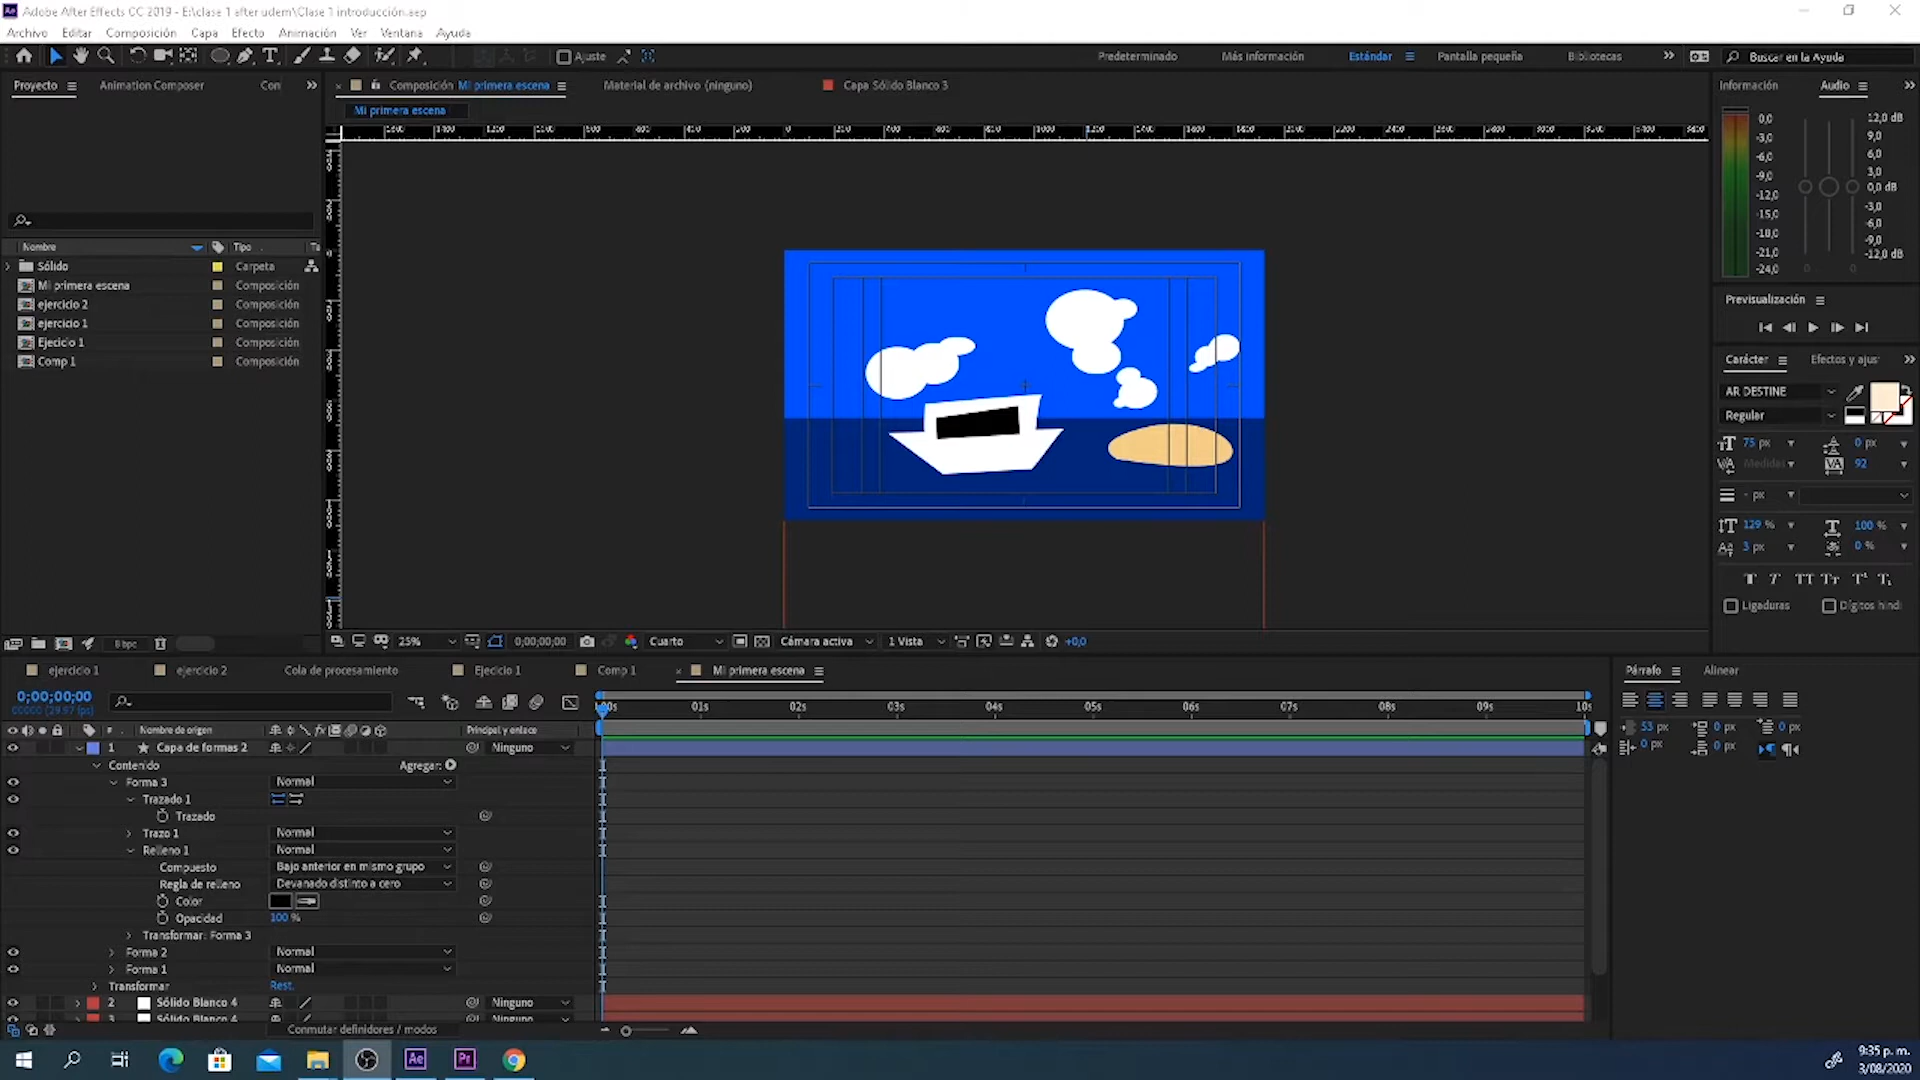 Adobe After Effects CC 2019 - E:\clase 1 after udem\Clase 1 introducción.aep
Archivo Editar Composición Capa Efecto Animación Ver Ventana Ayuda
Ajuste Predeterminado Más información Estándar Pantalla pequeña Bibliotecas Buscar en la Ayuda
Proyecto Animation Composer Con
Composición Mi primera escena Material de archivo (ninguno) Capa Sólido Blanco 3
Información Audio
Mi primera escena
0,0
-3,0
-6,0
-9,0
-12,0
-15,0
-18,0
-21,0
-24,0
12,0 dB
9,0
6,0
3,0
0,0 dB
-3,0
-6,0
-9,0
-12,0 dB
Nombre Tipo Ta
Sólido Carpeta
Mi primera escena Composición
ejercicio 2 Composición
ejercicio 1 Composición
Ejecicio 1 Composición
Comp 1 Composición
Previsualización
Carácter Efectos y ajus
AR DESTINE
Regular
75 px 0 px
Medidas 92
- px
129 % 100 %
3 px 0 %
Ligaduras Dígitos hindi
8 bpc
25% 0;00;00;00 Cuarto Cámara activa 1 Vista +0,0
ejercicio 1 ejercicio 2 Cola de procesamiento Ejecicio 1 Comp 1 Mi primera escena
Párrafo Alinear
53 px 0 px 0 px
0 px 0 px
0;00;00;00
00000 (29.97 fps)
:00s 01s 02s 03s 04s 05s 06s 07s 08s 09s 10s
# Nombre de origen Principal y enlace
1 Capa de formas 2 Ninguno
Contenido Agregar:
Forma 3 Normal
Trazado 1
Trazado
Trazo 1 Normal
Relleno 1 Normal
Compuesto Bajo anterior en mismo grupo
Regla de relleno Devanado distinto a cero
Color
Opacidad 100 %
Transformar: Forma 3
Forma 2 Normal
Forma 1 Normal
Transformar Rest.
2 Sólido Blanco 4 Ninguno
3 Sólido Blanco 4 Ninguno
Conmutar definidores / modos
9:35 p. m.
3/08/2020